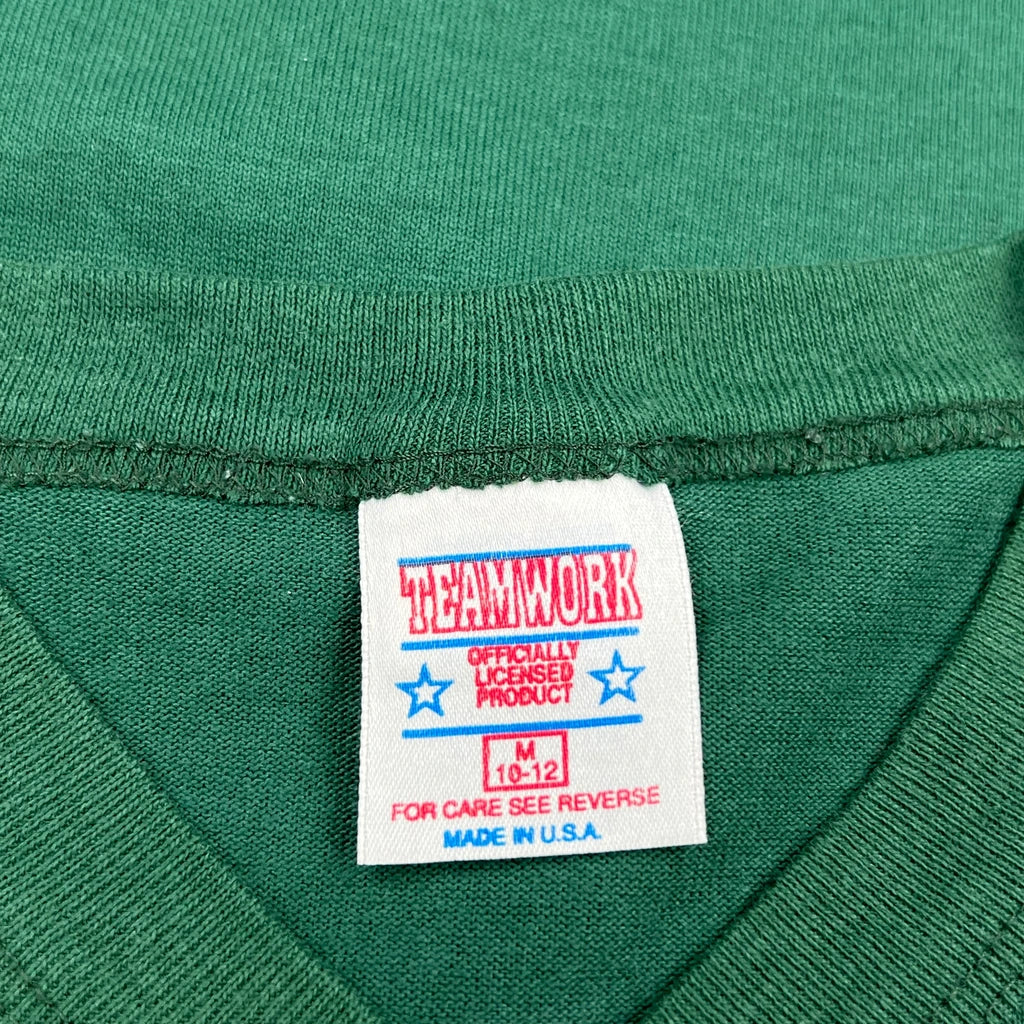 TEAMWORK
OFFICIALLY
LICENSED
PRODUCT
M
10-12
FOR CARE SEE REVERSE
MADE IN U.S.A.